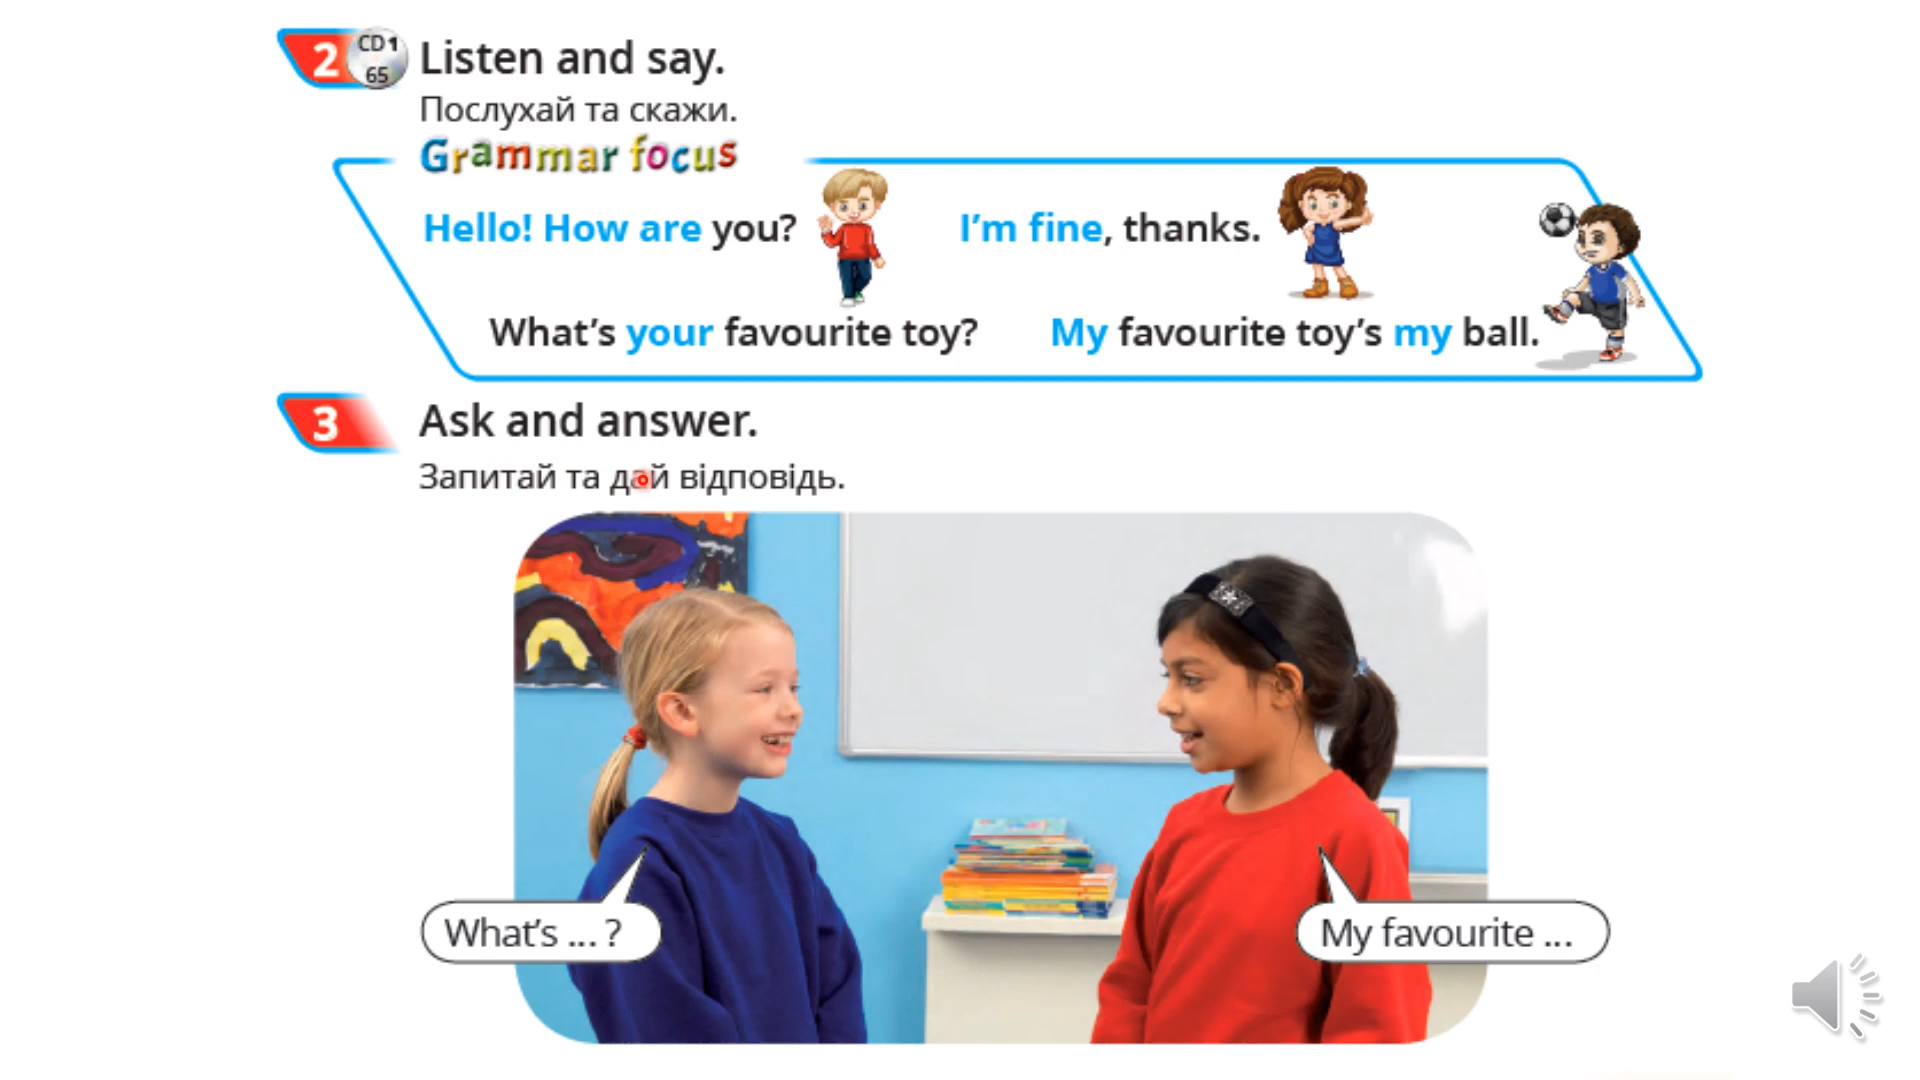 2 CD1 65 Listen and say.
Послухай та скажи.
Grammar focus
Hello! How are you? I'm fine, thanks.
What's your favourite toy? My favourite toy's my ball.
3 Ask and answer.
Запитай та дай відповідь.
What's ... ? My favourite ...